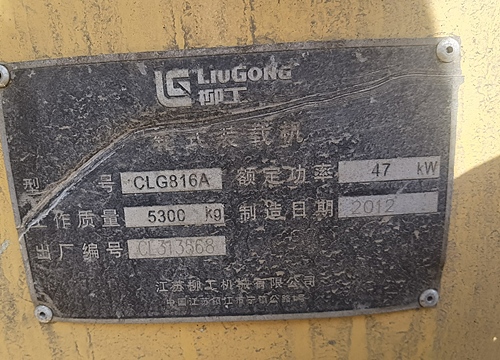 LIUGONG
柳工
轮式装载机
型号 CLG816A 额定功率 47 kW
工作质量 5300 kg 制造日期 2012
出厂编号
江苏柳工机械有限公司